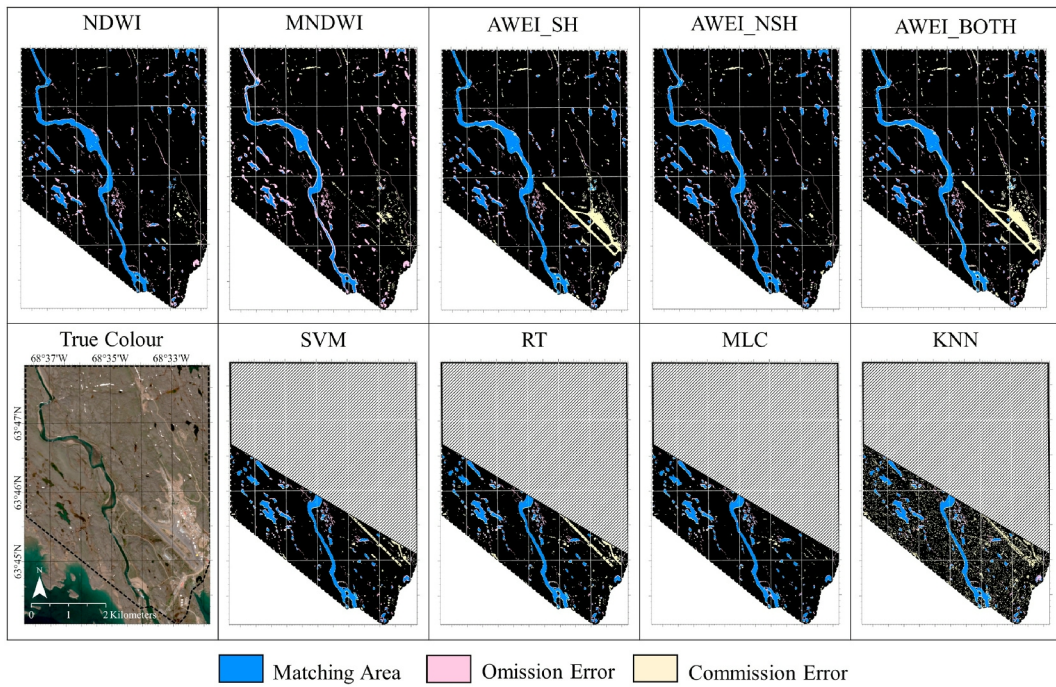 NDWI
MNDWI
AWEI_SH
AWEI_NSH
AWEI_BOTH
True Colour
SVM
RT
MLC
KNN
68°37'W 68°35'W 68°33'W
63°47'N
63°46'N
63°45'N
N
0 1 2 Kilometers
Matching Area
Omission Error
Commission Error